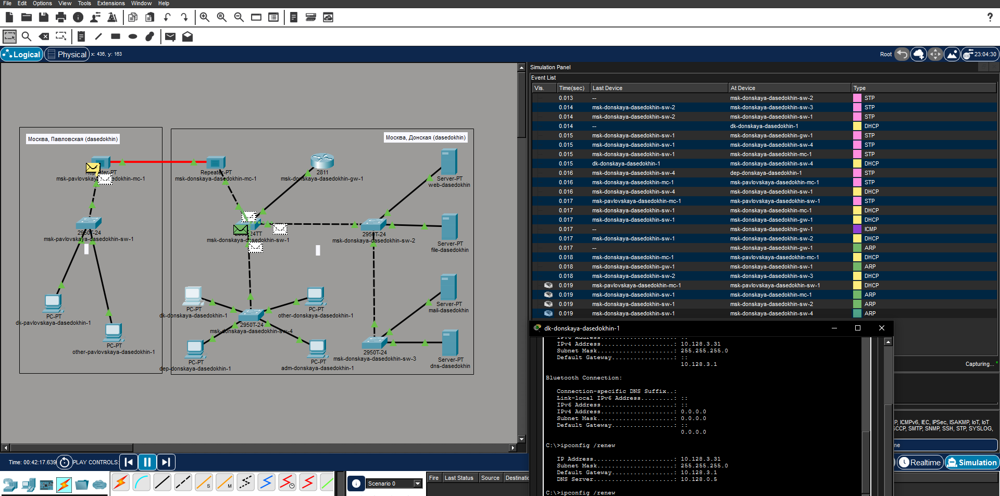 File Edit Options View Tools Extensions Window Help
?
Logical Physical x: 436, y: 163
Root 23:04:30
Москва, Павловская (dasedokhin)
Москва, Донская (dasedokhin)
msk-pavlovskaya-dasedokhin-mc-1
Repeater-PT
msk-donskaya-dasedokhin-mc-1
2811
msk-donskaya-dasedokhin-gw-1
Server-PT
web-dasedokhin
2950T-24
msk-pavlovskaya-dasedokhin-sw-1
msk-donskaya-dasedokhin-sw-1
2950T-24
msk-donskaya-dasedokhin-sw-2
Server-PT
file-dasedokhin
PC-PT
dk-pavlovskaya-dasedokhin-1
PC-PT
other-pavlovskaya-dasedokhin-1
PC-PT
dk-donskaya-dasedokhin-1
PC-PT
other-donskaya-dasedokhin-1
2950T-24
msk-donskaya-dasedokhin-sw-4
Server-PT
mail-dasedokhin
PC-PT
dep-donskaya-dasedokhin-1
PC-PT
adm-donskaya-dasedokhin-1
2950T-24
msk-donskaya-dasedokhin-sw-3
Server-PT
dns-dasedokhin
Simulation Panel
Event List
Vis. Time(sec) Last Device At Device Type
0.013 -- msk-donskaya-dasedokhin-sw-2 STP
0.014 msk-donskaya-dasedokhin-sw-2 msk-donskaya-dasedokhin-sw-3 STP
0.014 msk-donskaya-dasedokhin-sw-2 msk-donskaya-dasedokhin-sw-1 STP
0.014 -- dk-donskaya-dasedokhin-1 DHCP
0.015 msk-donskaya-dasedokhin-sw-1 msk-donskaya-dasedokhin-gw-1 STP
0.015 msk-donskaya-dasedokhin-sw-1 msk-donskaya-dasedokhin-sw-4 STP
0.015 msk-donskaya-dasedokhin-sw-1 msk-donskaya-dasedokhin-mc-1 STP
0.015 dk-donskaya-dasedokhin-1 msk-donskaya-dasedokhin-sw-4 DHCP
0.016 msk-donskaya-dasedokhin-sw-4 dep-donskaya-dasedokhin-1 STP
0.016 msk-donskaya-dasedokhin-mc-1 msk-pavlovskaya-dasedokhin-mc-1 STP
0.016 msk-donskaya-dasedokhin-sw-4 msk-donskaya-dasedokhin-sw-1 DHCP
0.017 msk-pavlovskaya-dasedokhin-mc-1 msk-pavlovskaya-dasedokhin-sw-1 STP
0.017 msk-donskaya-dasedokhin-sw-1 msk-donskaya-dasedokhin-mc-1 DHCP
0.017 msk-donskaya-dasedokhin-sw-1 msk-donskaya-dasedokhin-gw-1 DHCP
0.017 -- msk-donskaya-dasedokhin-gw-1 ICMP
0.017 msk-donskaya-dasedokhin-sw-1 msk-donskaya-dasedokhin-sw-2 DHCP
0.017 -- msk-donskaya-dasedokhin-gw-1 ARP
0.018 msk-donskaya-dasedokhin-mc-1 msk-pavlovskaya-dasedokhin-mc-1 DHCP
0.018 msk-donskaya-dasedokhin-gw-1 msk-donskaya-dasedokhin-sw-1 ARP
0.018 msk-donskaya-dasedokhin-sw-2 msk-donskaya-dasedokhin-sw-3 DHCP
0.019 msk-pavlovskaya-dasedokhin-mc-1 msk-pavlovskaya-dasedokhin-sw-1 DHCP
0.019 msk-donskaya-dasedokhin-sw-1 msk-donskaya-dasedokhin-mc-1 ARP
0.019 msk-donskaya-dasedokhin-sw-1 msk-donskaya-dasedokhin-sw-2 ARP
0.019 msk-donskaya-dasedokhin-sw-1 msk-donskaya-dasedokhin-sw-4 ARP
dk-donskaya-dasedokhin-1
IPv6 Address....................: ::
IPv4 Address....................: 10.128.3.31
Subnet Mask.....................: 255.255.255.0
Default Gateway.................: ::
10.128.3.1
Bluetooth Connection:
Connection-specific DNS Suffix..:
Link-local IPv6 Address.........: ::
IPv6 Address....................: ::
IPv4 Address....................: 0.0.0.0
Subnet Mask.....................: 0.0.0.0
Default Gateway.................: ::
0.0.0.0
C:\>ipconfig /renew
IP Address......................: 10.128.3.31
Subnet Mask.....................: 255.255.255.0
Default Gateway.................: 10.128.3.1
DNS Server......................: 10.128.0.5
C:\>ipconfig /renew
Capturing... *
P, ICMPv6, IEC, IPSec, ISAKMP, IoT, IoT
SCCP, SMTP, SNMP, SSH, STP, SYSLOG,
ne
Time: 00:42:17.639 PLAY CONTROLS:
Realtime Simulation
Scenario 0
Fire Last Status Source Destinatio